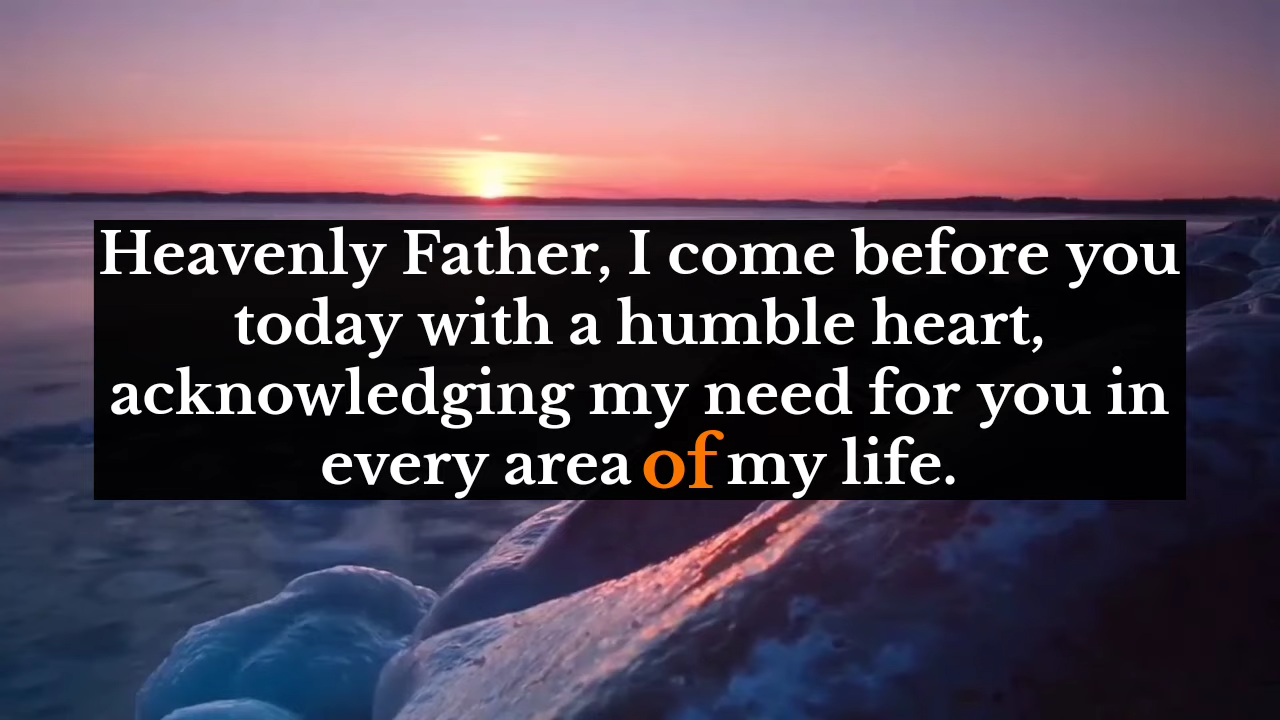 Heavenly Father, I come before you
today with a humble heart,
acknowledging my need for you in
every area of my life.